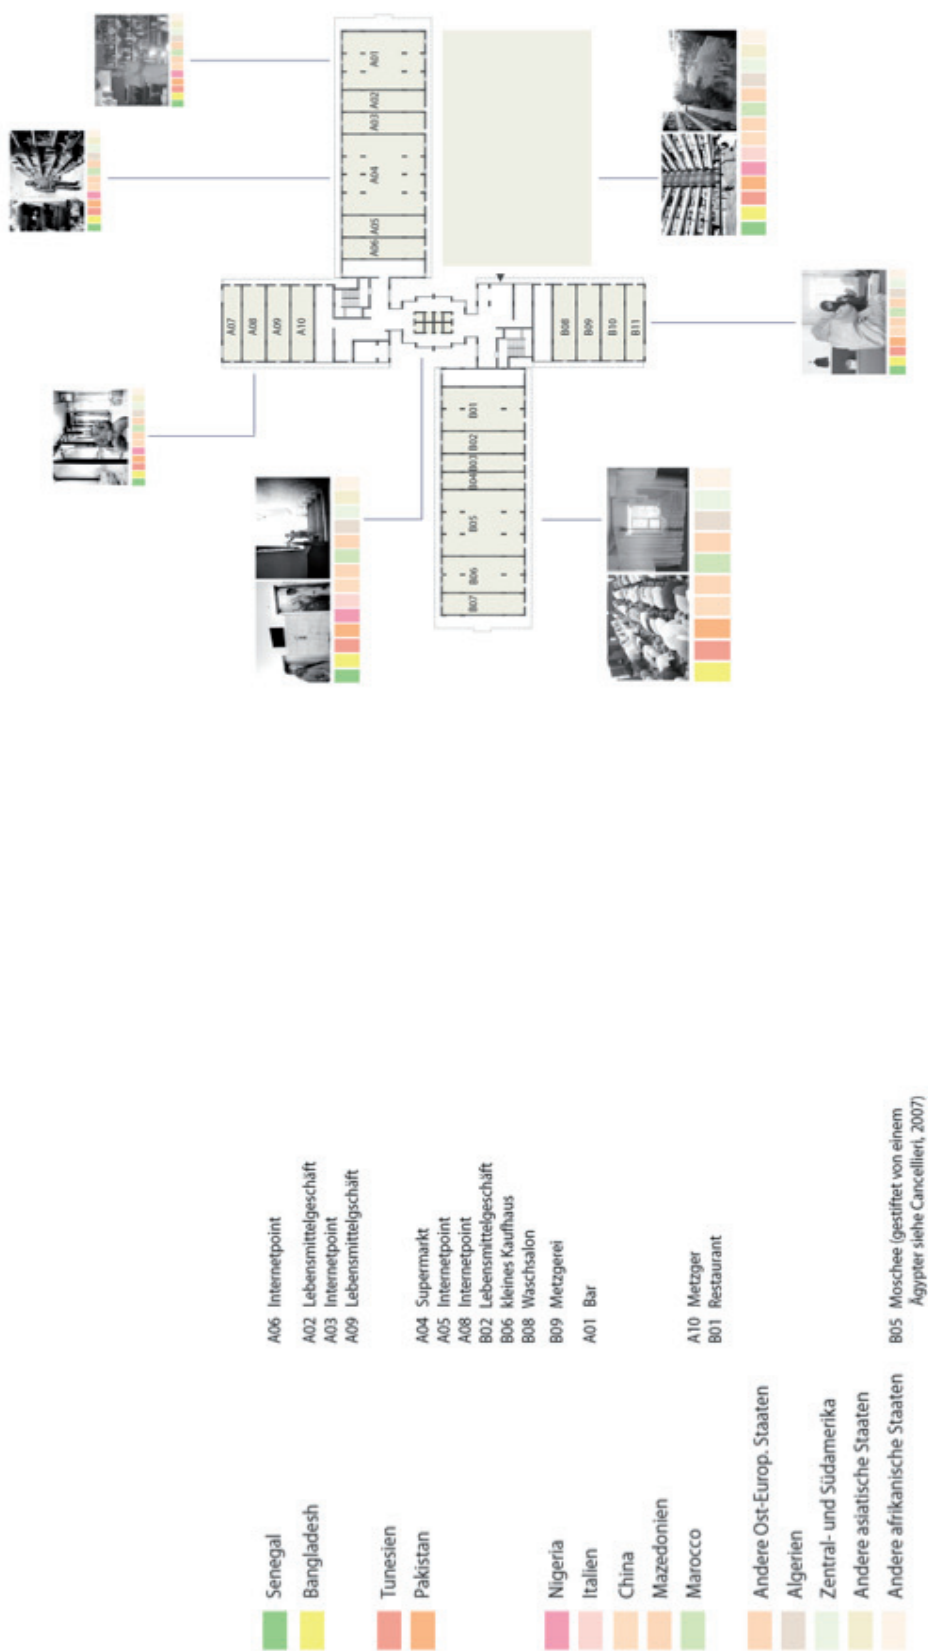 Senegal
A06 Internetpoint
Bangladesh
A02 Lebensmittelgeschäft
A03 Internetpoint
A09 Lebensmittelgschäft
Tunesien
Pakistan
A04 Supermarkt
A05 Internetpoint
A08 Internetpoint
B02 Lebensmittelgeschäft
B06 kleines Kaufhaus
B08 Waschsalon
Nigeria
B09 Metzgerei
Italien
A01 Bar
China
Mazedonien
Marocco
A10 Metzger
B01 Restaurant
Andere Ost-Europ. Staaten
Algerien
Zentral- und Südamerika
Andere asiatische Staaten
Andere afrikanische Staaten
B05 Moschee (gestiftet von einem
Ägypter siehe Cancellieri, 2007)
A07
A08
A09
A10
A06
A05
A04
A03
A02
A01
B07
B06
B05
B04
B03
B02
B01
B08
B09
B10
B11